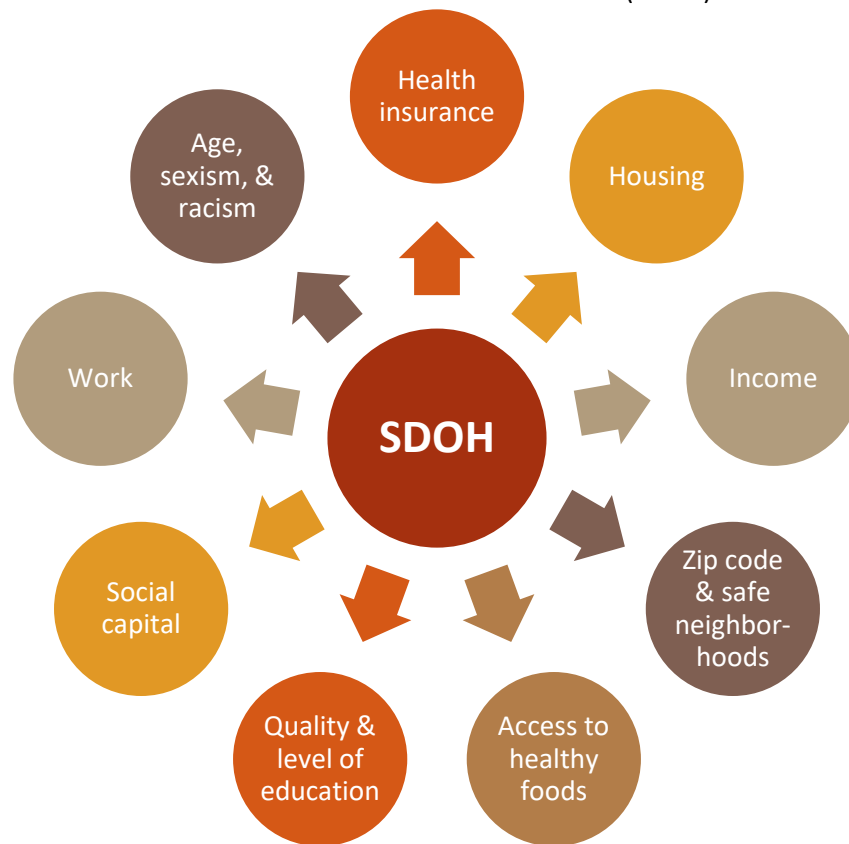 Health
insurance
Housing
Income
Zip code
& safe
neighbor-
hoods
Access to
healthy
foods
Quality &
level of
education
Social
capital
Work
Age,
sexism, &
racism
SDOH